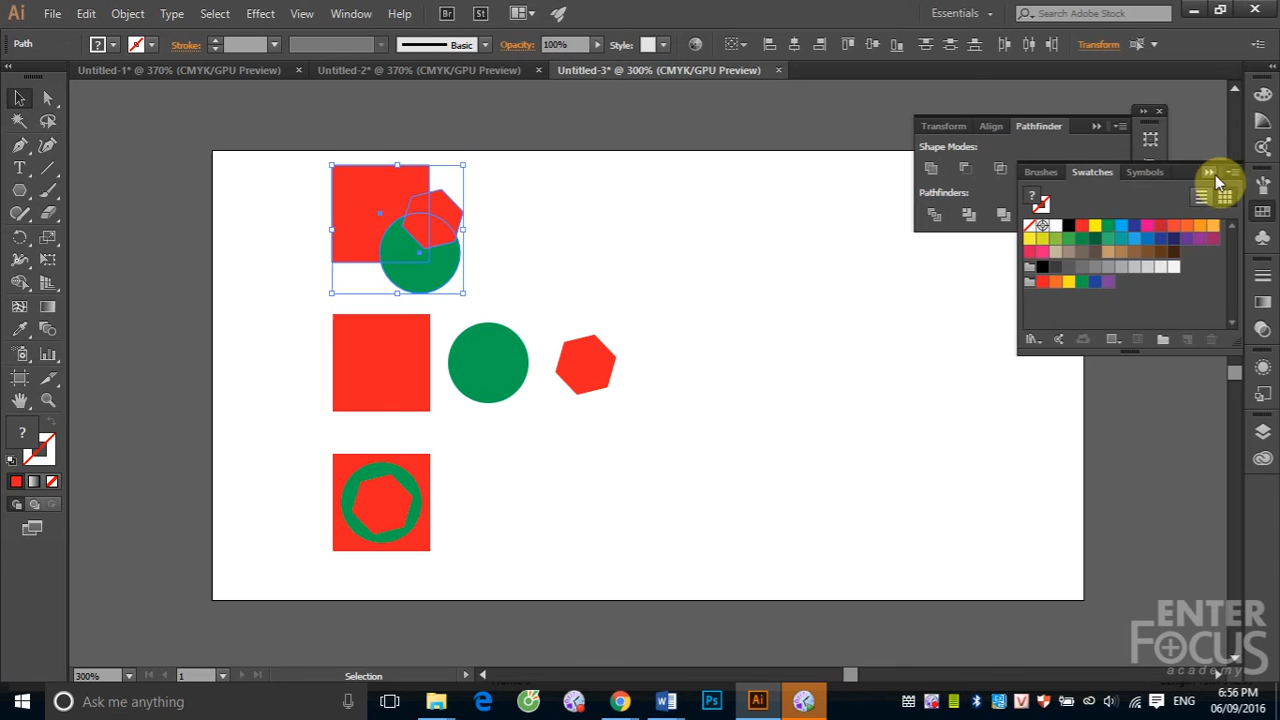 Ai File Edit Object Type Select Effect View Window Help Br St Essentials Search Adobe Stock
Path ? Stroke: Basic Opacity: 100% Style: Transform
Untitled-1* @ 370% (CMYK/GPU Preview) × Untitled-2* @ 370% (CMYK/GPU Preview) × Untitled-3* @ 300% (CMYK/GPU Preview) ×
Transform Align Pathfinder
Shape Modes:
Brushes Swatches Symbols
Pathfinders:
?
?
ENTER
FOCUS
academy
300% 1 Selection
Ask me anything W Ps Ai V ENG
6:56 PM
06/09/2016